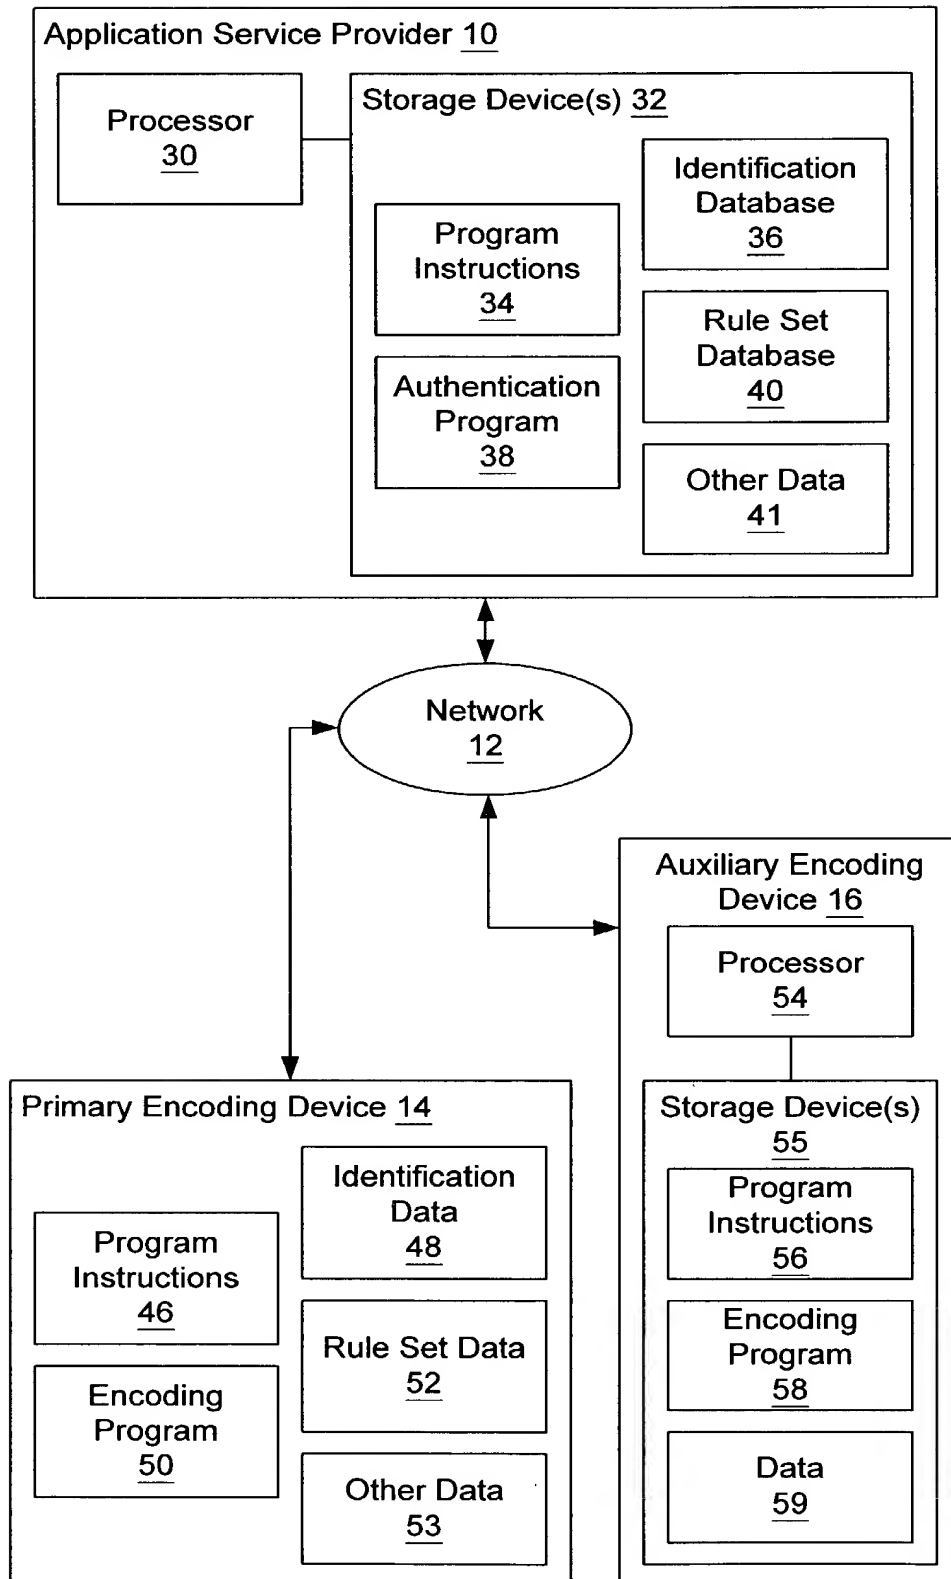 Application Service Provider 10
Processor
30
Storage Device(s) 32
Identification
Database
36
Program
Instructions
34
Rule Set
Database
40
Authentication
Program
38
Other Data
41
Network
12
Auxiliary Encoding
Device 16
Processor
54
Storage Device(s)
55
Program
Instructions
56
Encoding
Program
58
Data
59
Primary Encoding Device 14
Identification
Data
48
Program
Instructions
46
Rule Set Data
52
Encoding
Program
50
Other Data
53